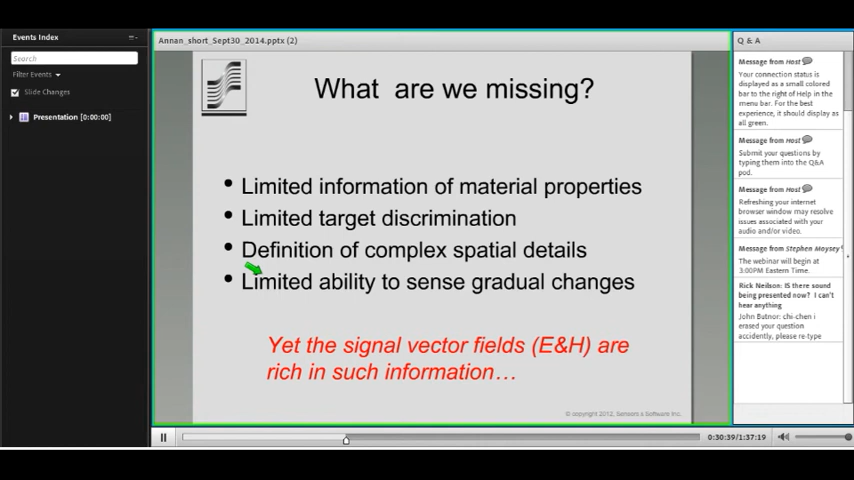 Events Index
Search
Filter Events
Slide Changes
Presentation [0:00:00]
Annan_short_Sept30_2014.pptx (2)
What are we missing?
• Limited information of material properties
• Limited target discrimination
• Definition of complex spatial details
• Limited ability to sense gradual changes
Yet the signal vector fields (E&H) are
rich in such information…
© copyright 2012, Sensors & Software Inc.
0:30:39/1:37:19
Q & A
Message from Host
Your connection status is
displayed as a small colored
bar to the right of Help in the
menu bar. For the best
experience, it should display as
all green.
Message from Host
Submit your questions by
typing them into the Q&A
pod.
Message from Host
Refreshing your internet
browser window may resolve
issues associated with your
audio and/or video.
Message from Stephen Moysey
The webinar will begin at
3:00PM Eastern Time.
Rick Neilson: IS there sound
being presented now? I can't
hear anything
John Butnor: chi-chen i
erased your question
accidently, please re-type